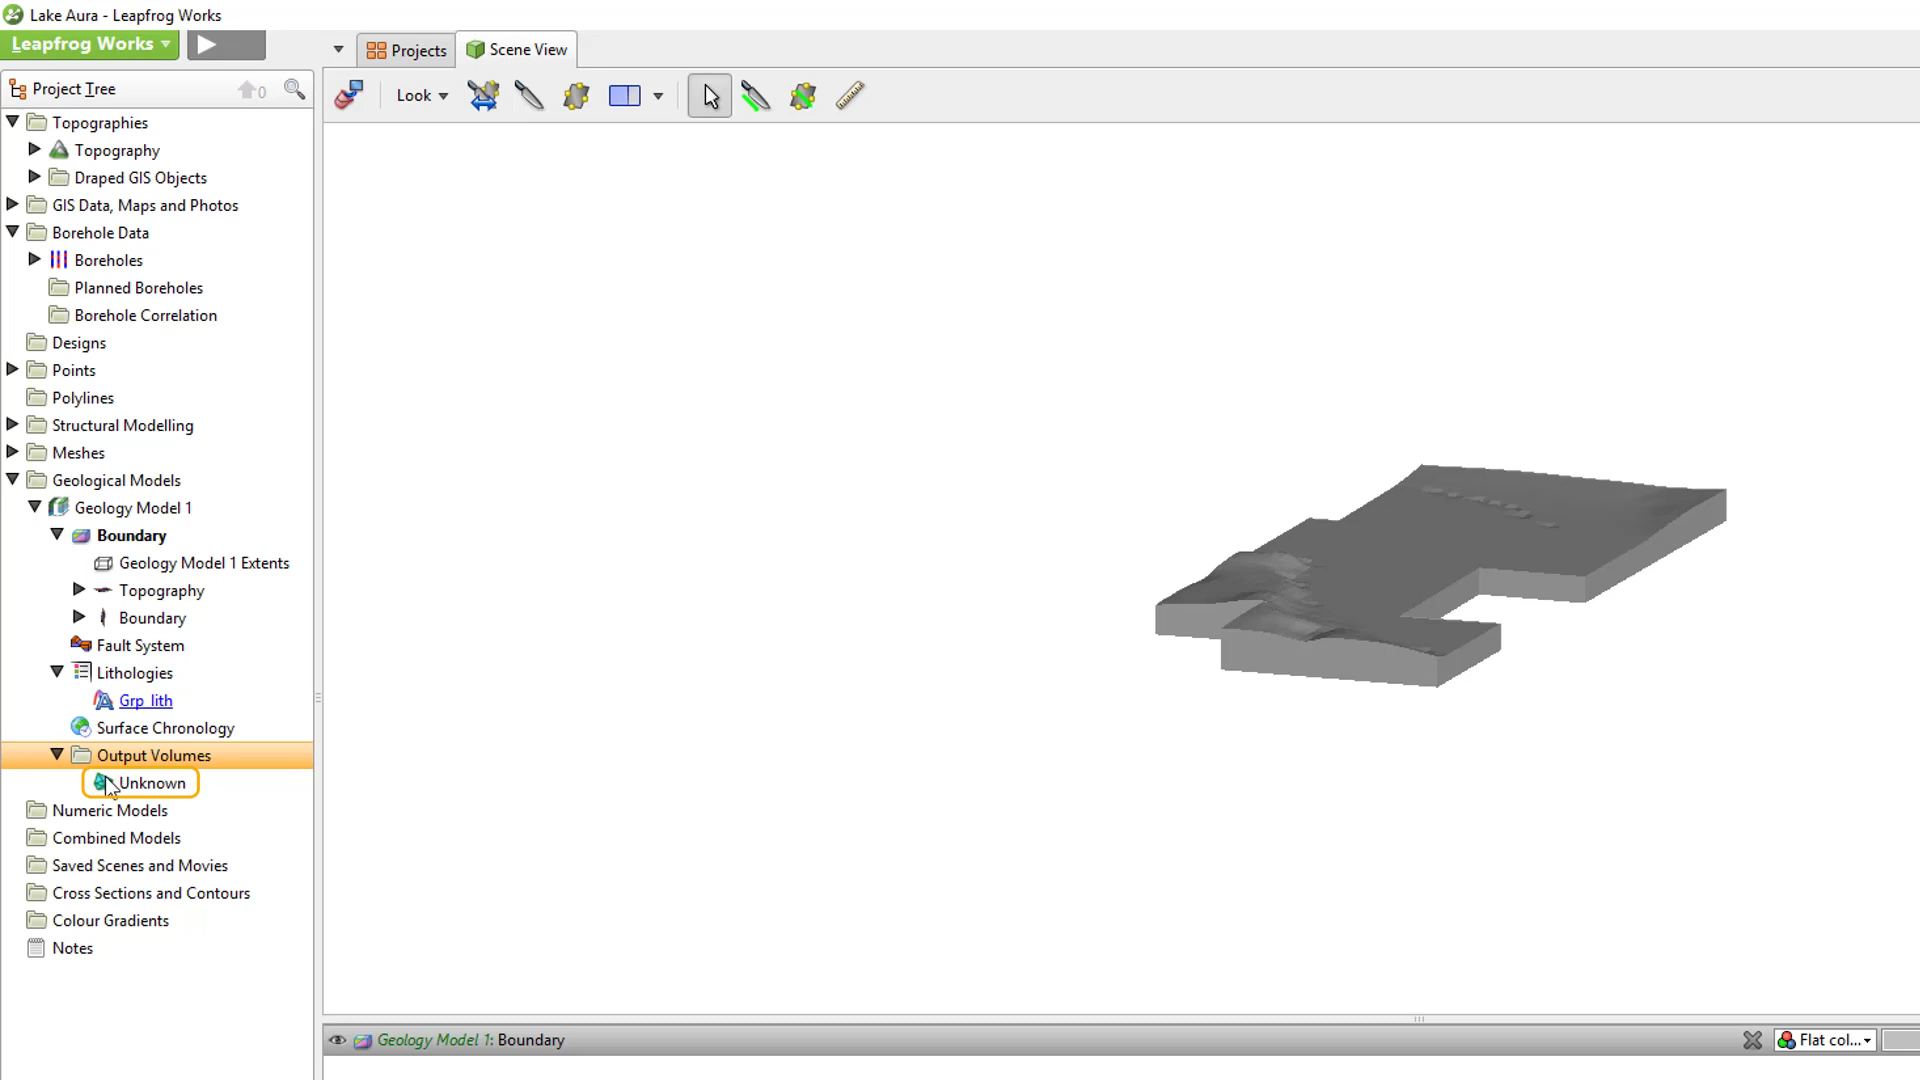 Lake Aura - Leapfrog Works
Leapfrog Works
Projects
Scene View
Project Tree
0
Look
Topographies
Topography
Draped GIS Objects
GIS Data, Maps and Photos
Borehole Data
Boreholes
Planned Boreholes
Borehole Correlation
Designs
Points
Polylines
Structural Modelling
Meshes
Geological Models
Geology Model 1
Boundary
Geology Model 1 Extents
Topography
Boundary
Fault System
Lithologies
Grp_lith
Surface Chronology
Output Volumes
Unknown
Numeric Models
Combined Models
Saved Scenes and Movies
Cross Sections and Contours
Colour Gradients
Notes
Geology Model 1: Boundary
Flat col...